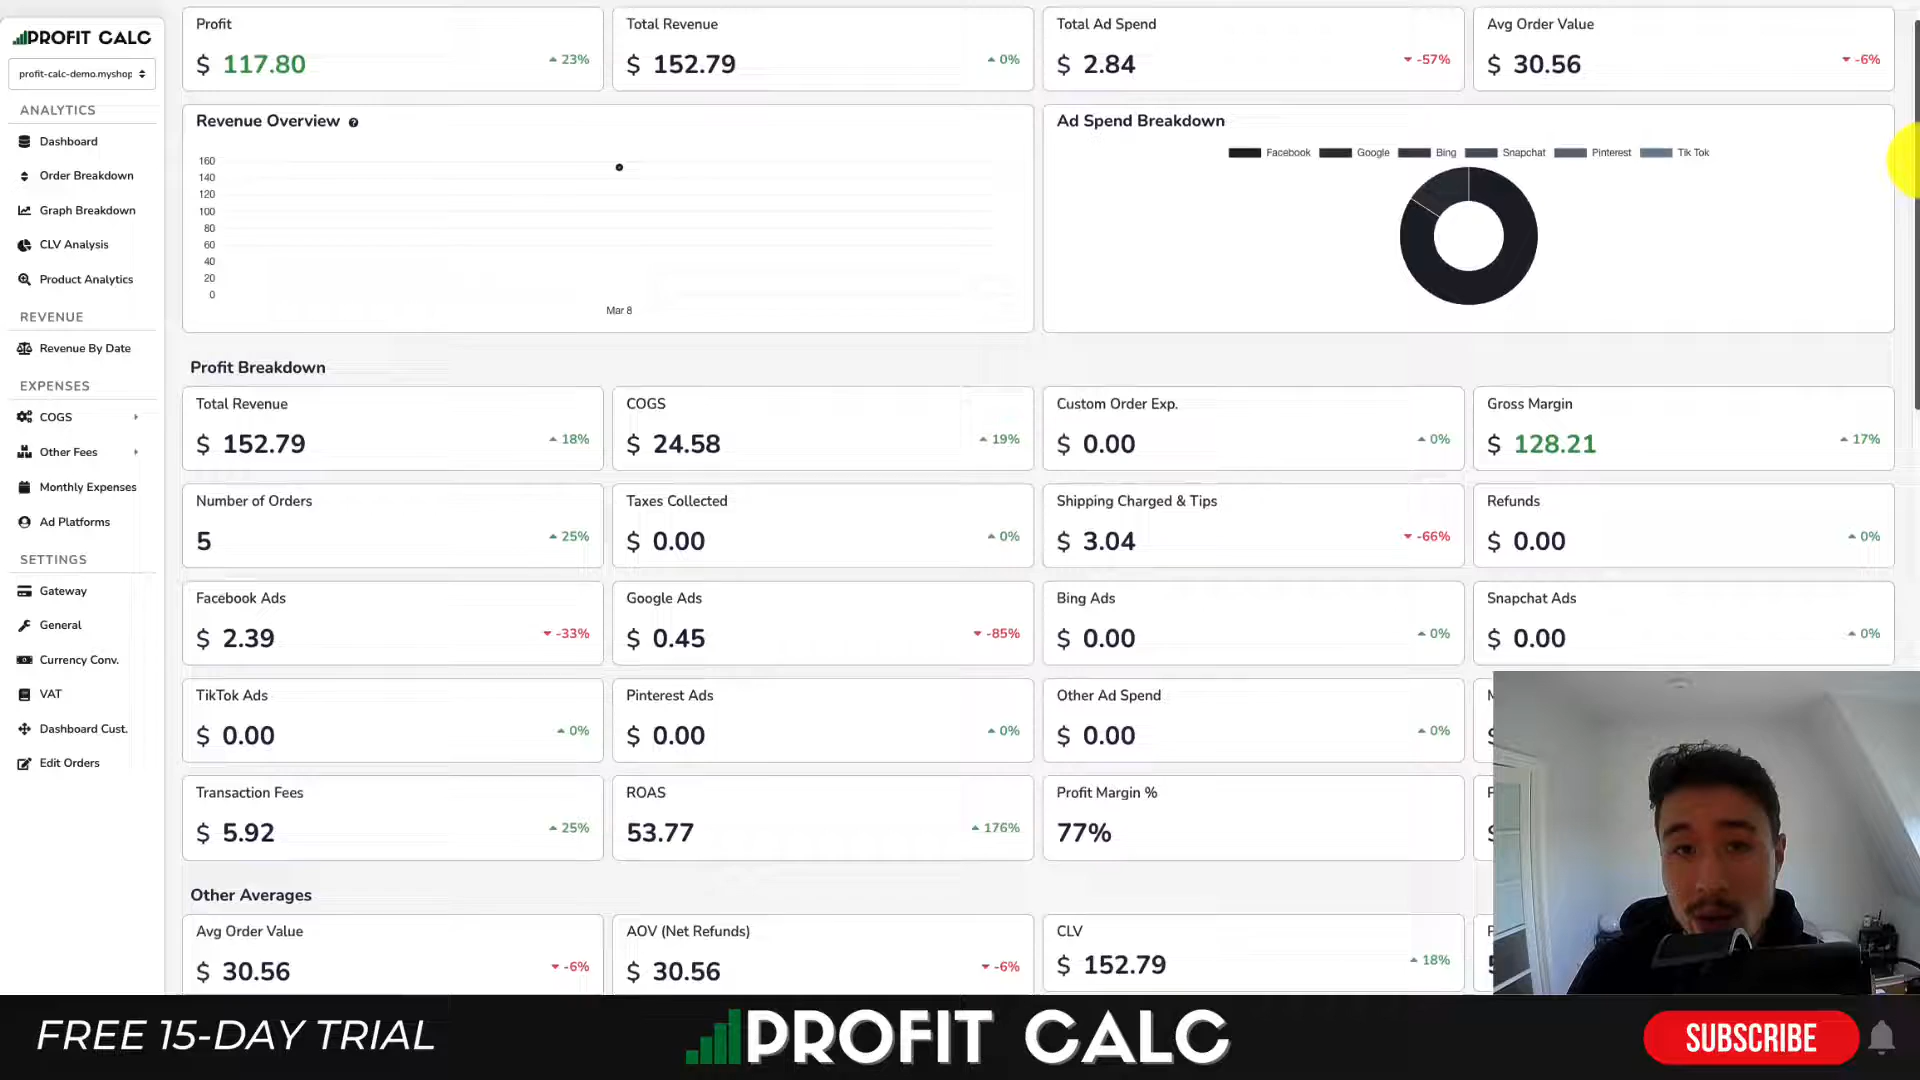 PROFIT CALC
profit-calc-demo.myshop
ANALYTICS
Dashboard
Order Breakdown
Graph Breakdown
CLV Analysis
Product Analytics
REVENUE
Revenue By Date
EXPENSES
COGS
Other Fees
Monthly Expenses
Ad Platforms
SETTINGS
Gateway
General
Currency Conv.
VAT
Dashboard Cust.
Edit Orders
Profit
$ 117.80
23%
Total Revenue
$ 152.79
0%
Total Ad Spend
$ 2.84
-57%
Avg Order Value
$ 30.56
-6%
Revenue Overview
160
140
120
100
80
60
40
20
0
Mar 8
Ad Spend Breakdown
Facebook
Google
Bing
Snapchat
Pinterest
Tik Tok
Profit Breakdown
Total Revenue
$ 152.79
18%
COGS
$ 24.58
19%
Custom Order Exp.
$ 0.00
0%
Gross Margin
$ 128.21
17%
Number of Orders
5
25%
Taxes Collected
$ 0.00
0%
Shipping Charged & Tips
$ 3.04
-66%
Refunds
$ 0.00
0%
Facebook Ads
$ 2.39
-33%
Google Ads
$ 0.45
-85%
Bing Ads
$ 0.00
0%
Snapchat Ads
$ 0.00
0%
TikTok Ads
$ 0.00
0%
Pinterest Ads
$ 0.00
0%
Other Ad Spend
$ 0.00
0%
Transaction Fees
$ 5.92
25%
ROAS
53.77
176%
Profit Margin %
77%
Other Averages
Avg Order Value
$ 30.56
-6%
AOV (Net Refunds)
$ 30.56
-6%
CLV
$ 152.79
18%
FREE 15-DAY TRIAL
PROFIT CALC
SUBSCRIBE